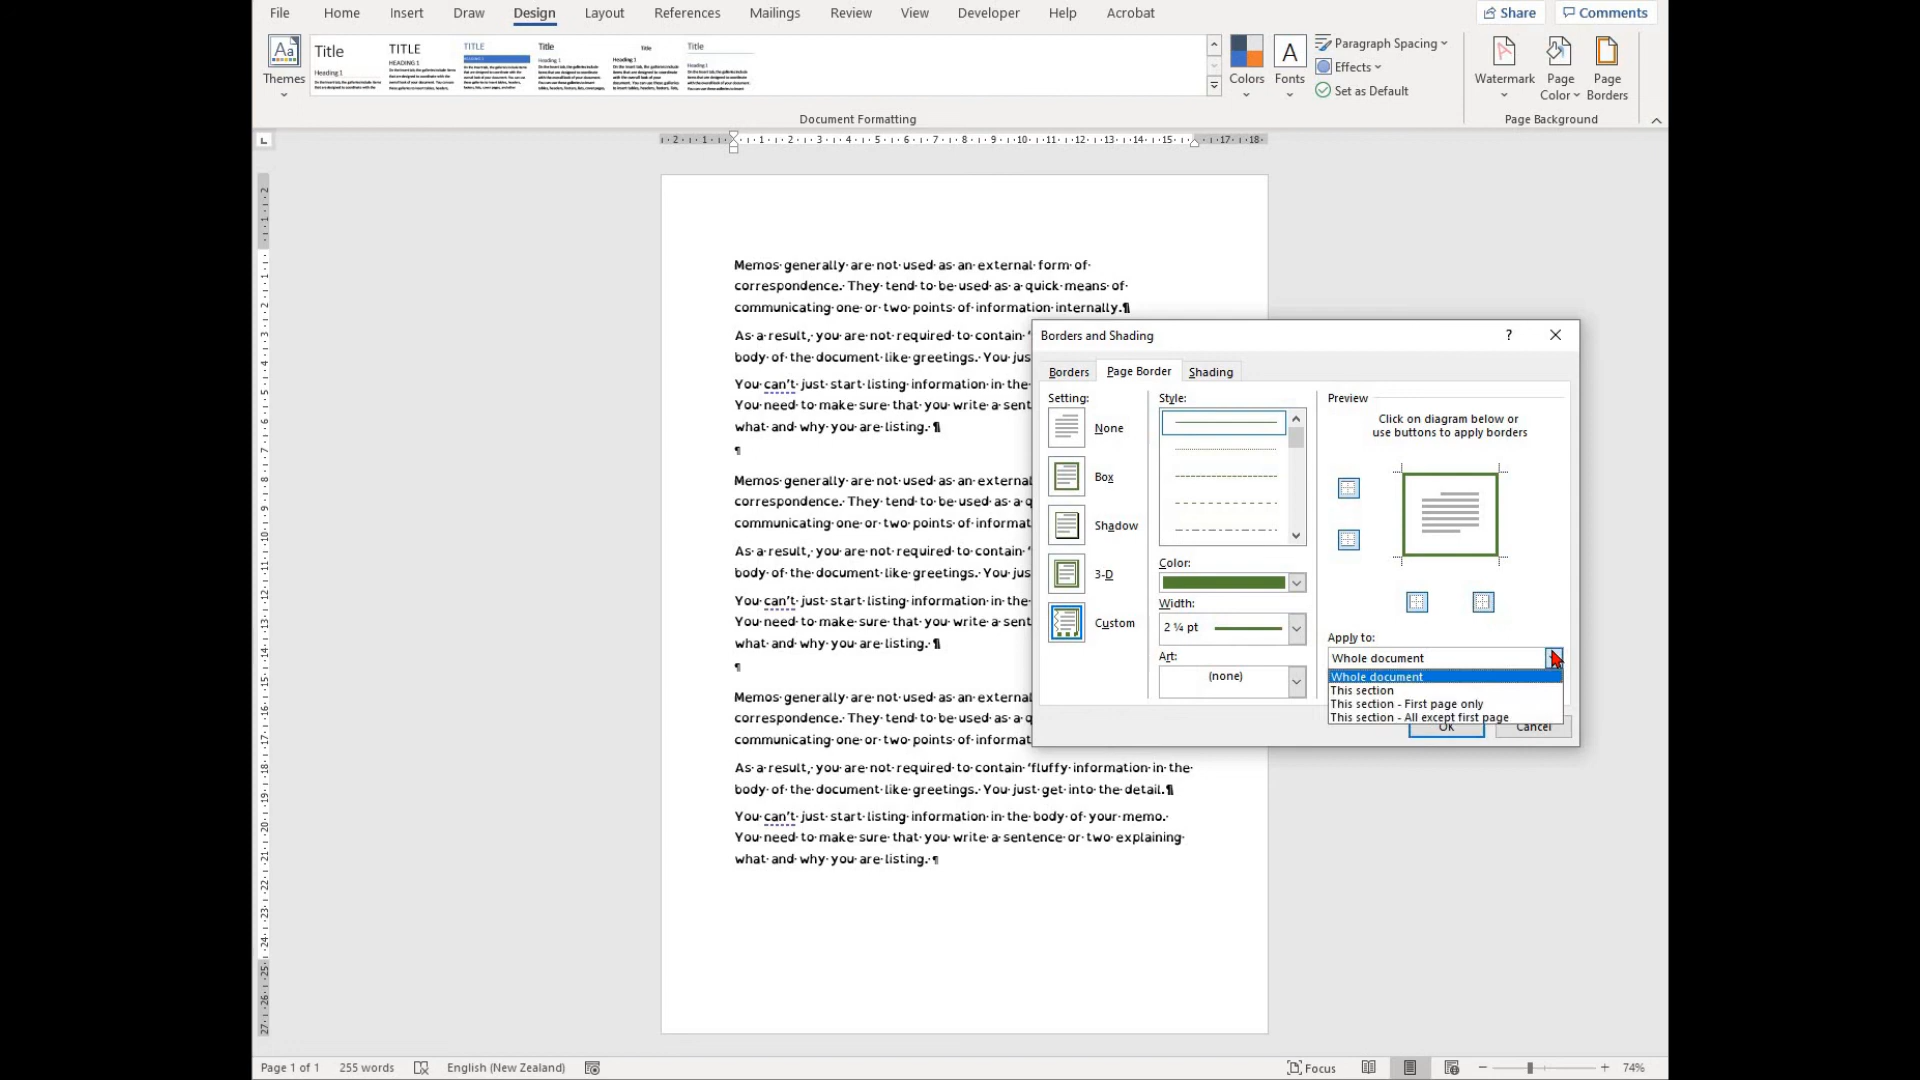 File Home Insert Draw Design Layout References Mailings Review View Developer Help Acrobat Share Comments
Themes
Title
Heading 1
TITLE
HEADING 1
TITLE
HEADING 1
Title
Heading 1
Title
Heading 1
Title
Heading 1
Colors
Fonts
Paragraph Spacing
Effects
Set as Default
Watermark
Page Color
Page Borders
Document Formatting
Page Background
Memos generally are not used as an external form of
correspondence. They tend to be used as a quick means of
communicating one or two points of information internally.¶
As a result, you are not required to contain ‘
body of the document like greetings. You jus
You can’t just start listing information in the
You need to make sure that you write a sent
what and why you are listing. ¶
¶
Memos generally are not used as an external
correspondence. They tend to be used as a q
communicating one or two points of informat
As a result, you are not required to contain ‘
body of the document like greetings. You jus
You can’t just start listing information in the
You need to make sure that you write a sent
what and why you are listing. ¶
¶
Memos generally are not used as an external
correspondence. They tend to be used as a q
communicating one or two points of informat
As a result, you are not required to contain ‘fluffy information in the
body of the document like greetings. You just get into the detail.¶
You can’t just start listing information in the body of your memo.
You need to make sure that you write a sentence or two explaining
what and why you are listing. ¶
Borders and Shading
?
Borders Page Border Shading
Setting:
None
Box
Shadow
3-D
Custom
Style:
Color:
Width:
2 ¼ pt
Art:
(none)
Preview
Click on diagram below or
use buttons to apply borders
Apply to:
Whole document
Whole document
This section
This section - First page only
This section - All except first page
OK Cancel
Page 1 of 1 255 words English (New Zealand) Focus 74%